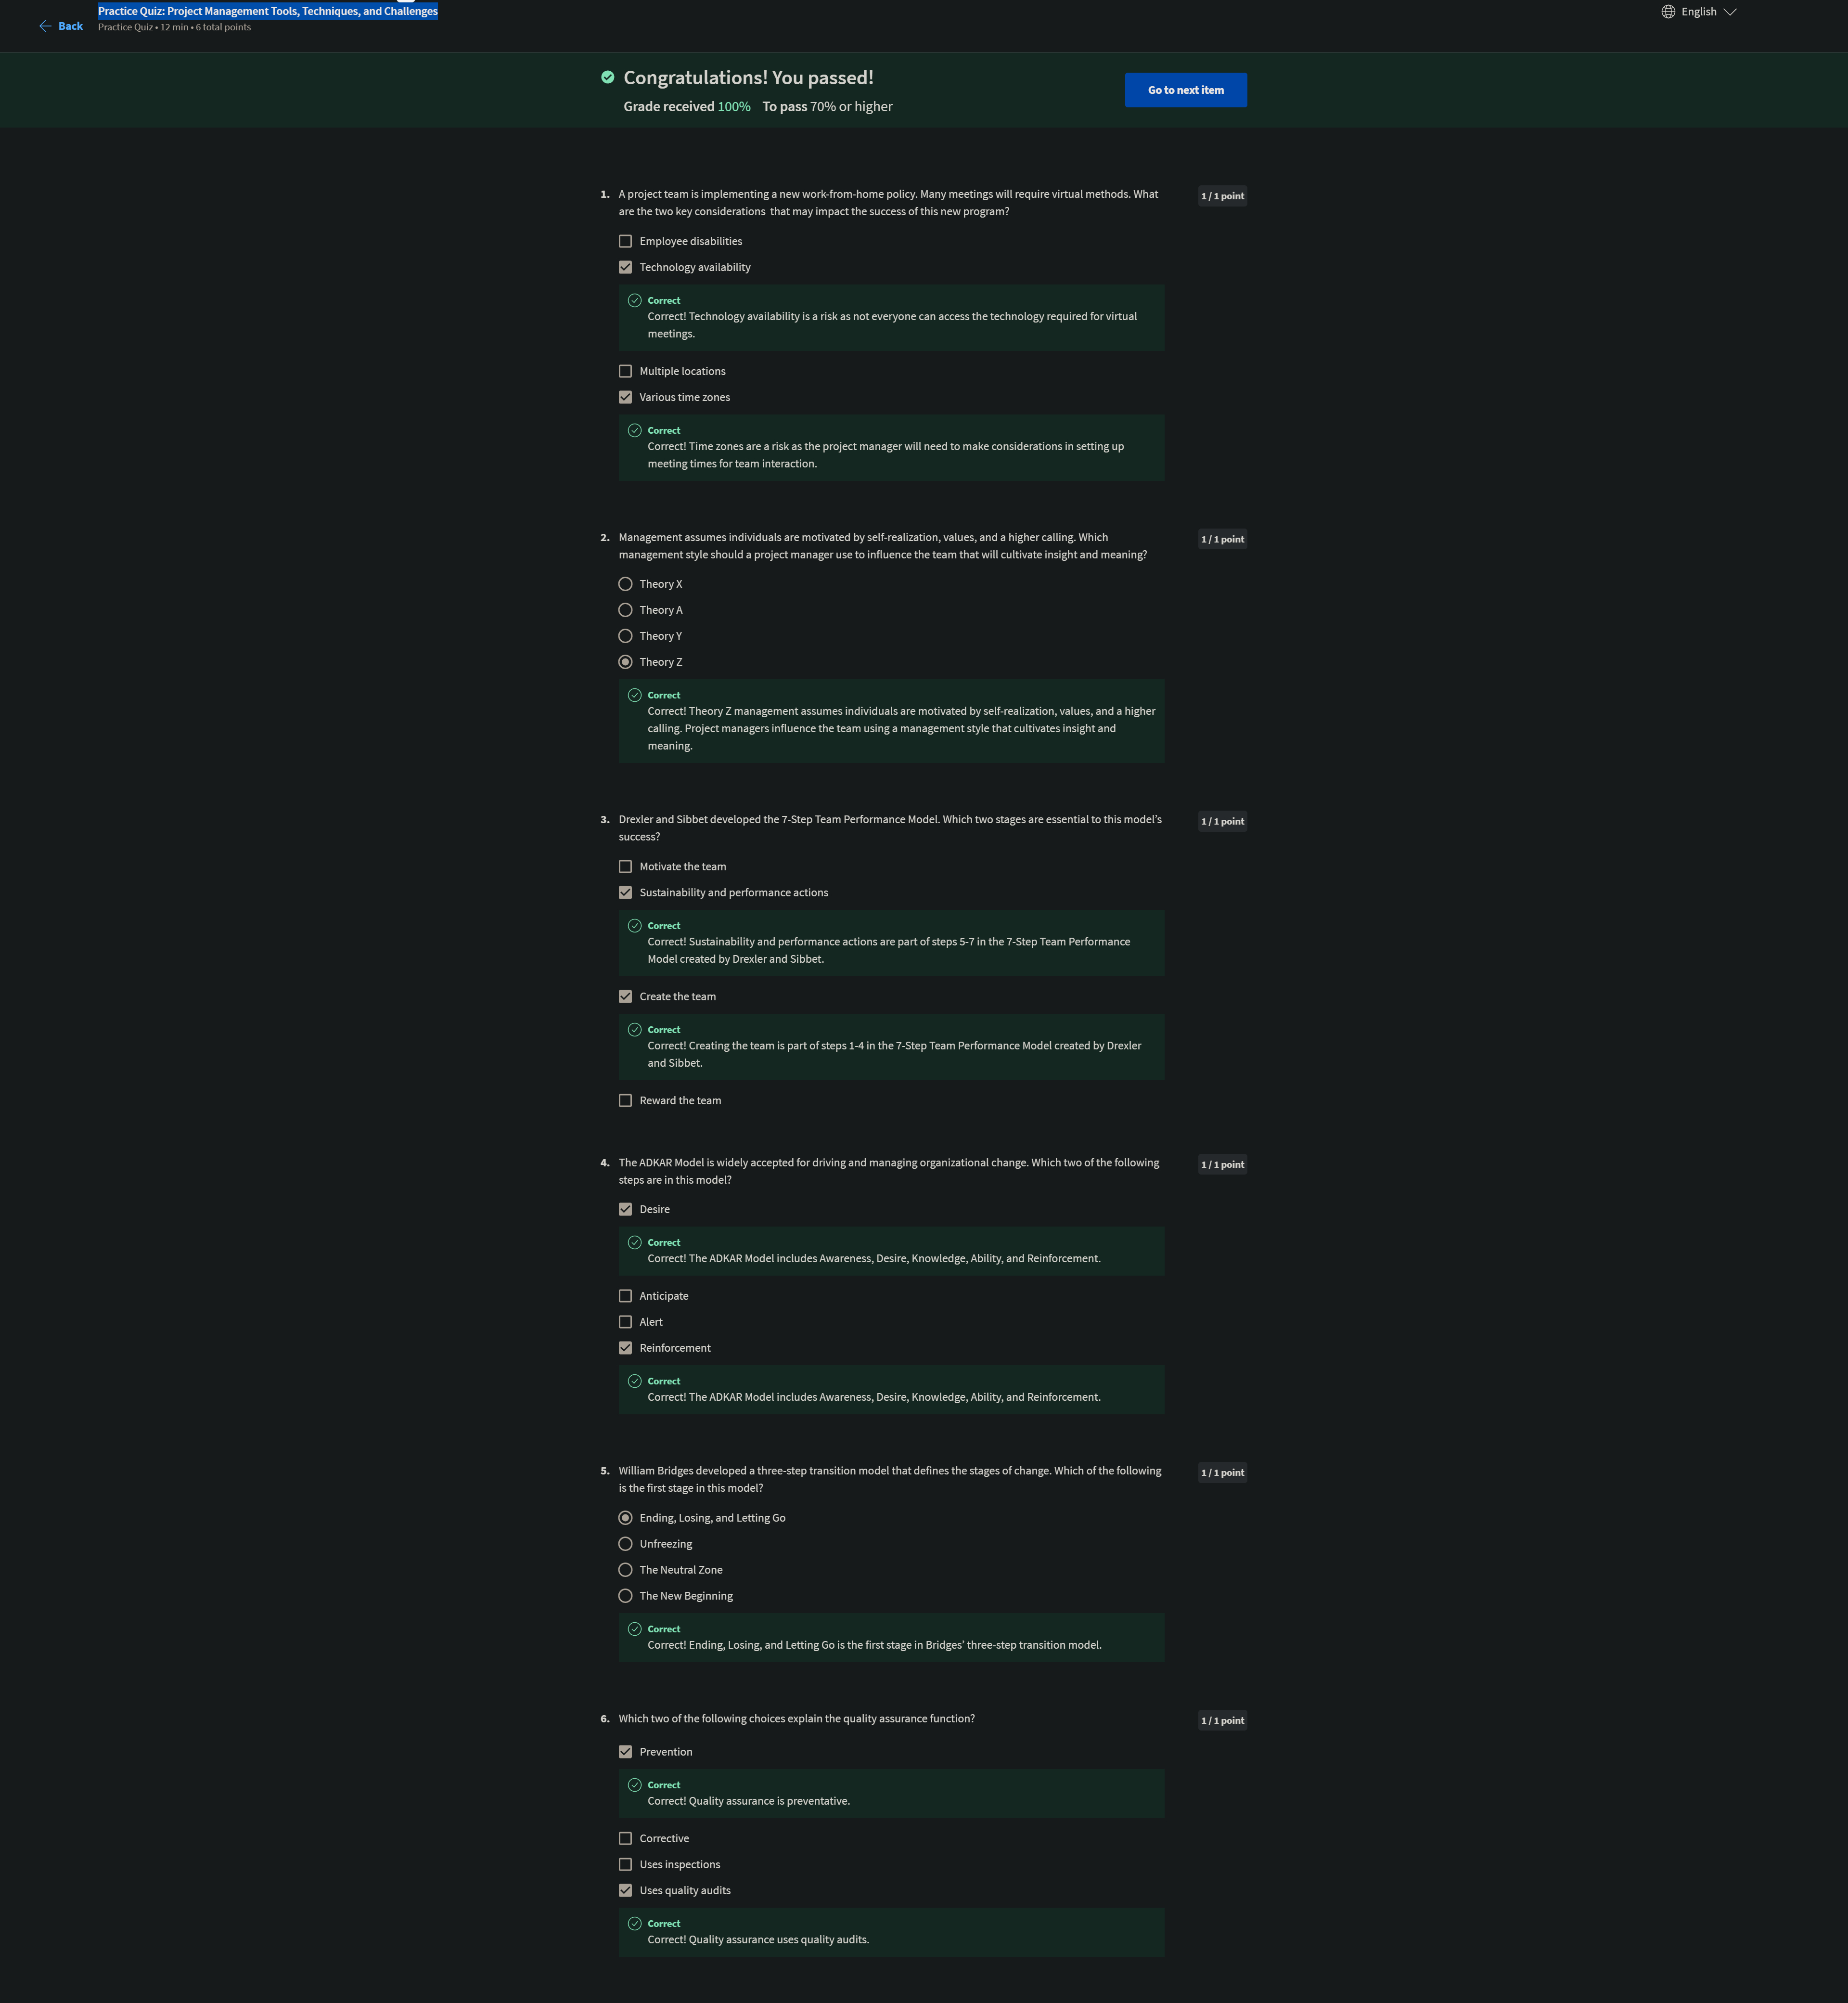 Practice Quiz: Project Management Tools, Techniques, and Challenges
Back
Practice Quiz • 12 min • 6 total points
English
Congratulations! You passed!
Grade received 100% To pass 70% or higher
Go to next item
1. A project team is implementing a new work-from-home policy. Many meetings will require virtual methods. What
are the two key considerations that may impact the success of this new program?
1 / 1 point
Employee disabilities
Technology availability
Correct
Correct! Technology availability is a risk as not everyone can access the technology required for virtual
meetings.
Multiple locations
Various time zones
Correct
Correct! Time zones are a risk as the project manager will need to make considerations in setting up
meeting times for team interaction.
2. Management assumes individuals are motivated by self-realization, values, and a higher calling. Which
management style should a project manager use to influence the team that will cultivate insight and meaning?
1 / 1 point
Theory X
Theory A
Theory Y
Theory Z
Correct
Correct! Theory Z management assumes individuals are motivated by self-realization, values, and a higher
calling. Project managers influence the team using a management style that cultivates insight and
meaning.
3. Drexler and Sibbet developed the 7-Step Team Performance Model. Which two stages are essential to this model’s
success?
1 / 1 point
Motivate the team
Sustainability and performance actions
Correct
Correct! Sustainability and performance actions are part of steps 5-7 in the 7-Step Team Performance
Model created by Drexler and Sibbet.
Create the team
Correct
Correct! Creating the team is part of steps 1-4 in the 7-Step Team Performance Model created by Drexler
and Sibbet.
Reward the team
4. The ADKAR Model is widely accepted for driving and managing organizational change. Which two of the following
steps are in this model?
1 / 1 point
Desire
Correct
Correct! The ADKAR Model includes Awareness, Desire, Knowledge, Ability, and Reinforcement.
Anticipate
Alert
Reinforcement
Correct
Correct! The ADKAR Model includes Awareness, Desire, Knowledge, Ability, and Reinforcement.
5. William Bridges developed a three-step transition model that defines the stages of change. Which of the following
is the first stage in this model?
1 / 1 point
Ending, Losing, and Letting Go
Unfreezing
The Neutral Zone
The New Beginning
Correct
Correct! Ending, Losing, and Letting Go is the first stage in Bridges’ three-step transition model.
6. Which two of the following choices explain the quality assurance function?
1 / 1 point
Prevention
Correct
Correct! Quality assurance is preventative.
Corrective
Uses inspections
Uses quality audits
Correct
Correct! Quality assurance uses quality audits.